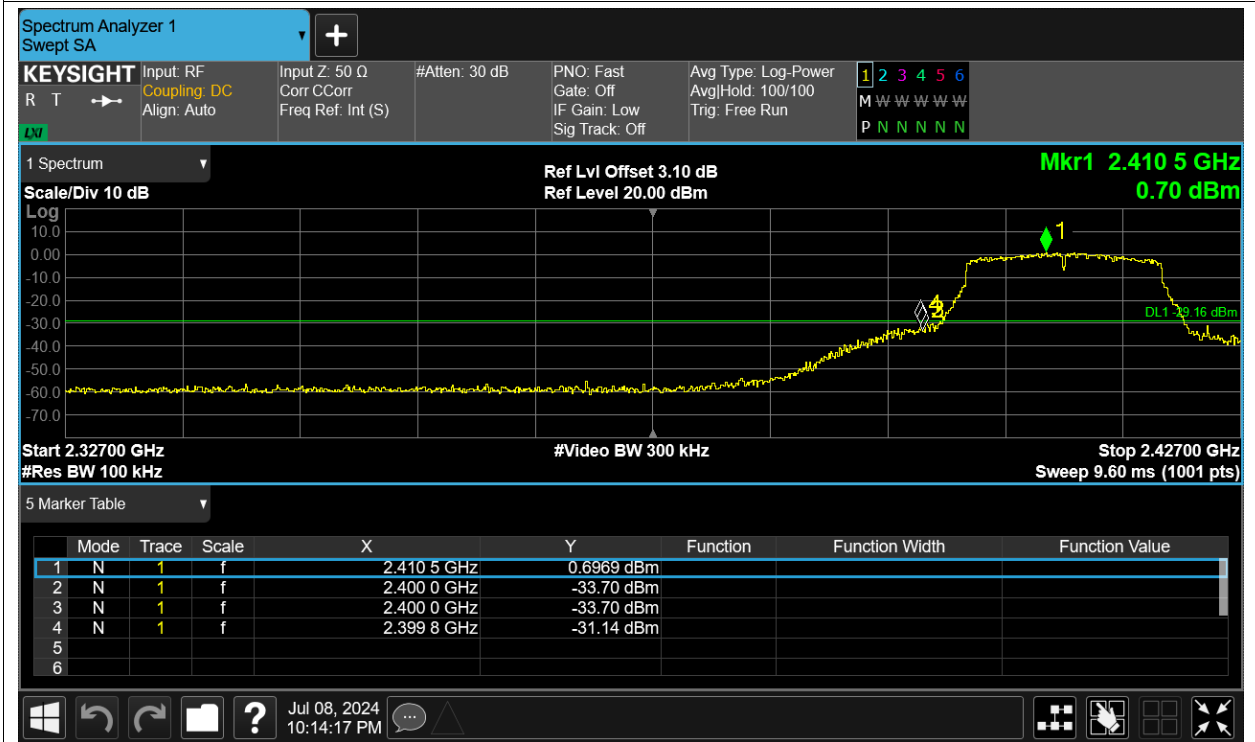 Spectrum Analyzer 1
Swept SA
+
KEYSIGHT Input: RF Input Z: 50 Ω #Atten: 30 dB PNO: Fast Avg Type: Log-Power 1 2 3 4 5 6
R T Coupling: DC Corr CCorr Gate: Off Avg|Hold: 100/100 M W W W W W
Align: Auto Freq Ref: Int (S) IF Gain: Low Trig: Free Run
LXI Sig Track: Off P N N N N N
1 Spectrum Ref Lvl Offset 3.10 dB Mkr1 2.410 5 GHz
Scale/Div 10 dB Ref Level 20.00 dBm 0.70 dBm
Log
10.0
1
0.00
-10.0
-20.0
4
DL1 -29.16 dBm
-30.0
-40.0
-50.0
-60.0
-70.0
Start 2.32700 GHz #Video BW 300 kHz Stop 2.42700 GHz
#Res BW 100 kHz Sweep 9.60 ms (1001 pts)
5 Marker Table
Mode Trace Scale X Y Function Function Width Function Value
1 N 1 f 2.410 5 GHz 0.6969 dBm
2 N 1 f 2.400 0 GHz -33.70 dBm
3 N 1 f 2.400 0 GHz -33.70 dBm
4 N 1 f 2.399 8 GHz -31.14 dBm
5
6
? Jul 08, 2024
10:14:17 PM